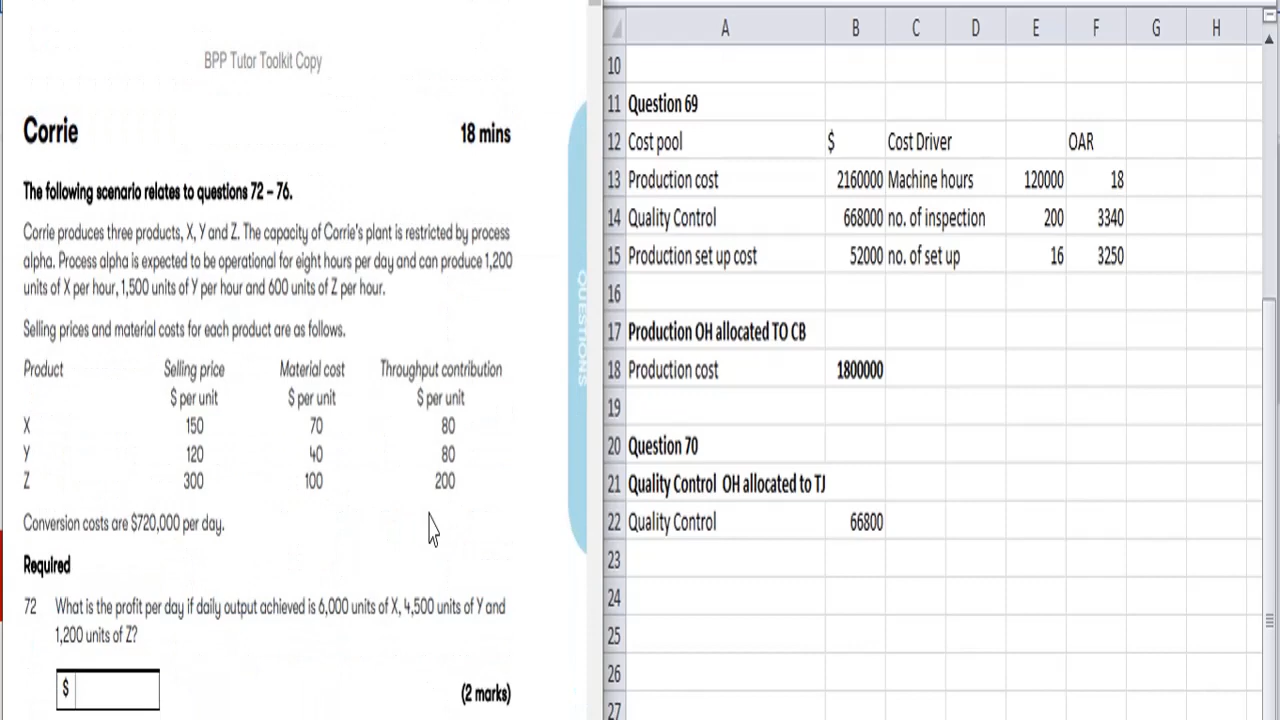 BPP Tutor Toolkit Copy
Corrie 18 mins
The following scenario relates to questions 72 – 76.
Corrie produces three products, X, Y and Z. The capacity of Corrie's plant is restricted by process
alpha. Process alpha is expected to be operational for eight hours per day and can produce 1,200
units of X per hour, 1,500 units of Y per hour and 600 units of Z per hour.
Selling prices and material costs for each product are as follows.
Product Selling price Material cost Throughput contribution
$ per unit $ per unit $ per unit
X 150 70 80
Y 120 40 80
Z 300 100 200
Conversion costs are $720,000 per day.
Required
72 What is the profit per day if daily output achieved is 6,000 units of X, 4,500 units of Y and
1,200 units of Z?
$
(2 marks)
QUESTIONS
A B C D E F G H
10
11 Question 69
12 Cost pool $ Cost Driver OAR
13 Production cost 2160000 Machine hours 120000 18
14 Quality Control 668000 no. of inspection 200 3340
15 Production set up cost 52000 no. of set up 16 3250
16
17 Production OH allocated TO CB
18 Production cost 1800000
19
20 Question 70
21 Quality Control OH allocated to TJ
22 Quality Control 66800
23
24
25
26
27